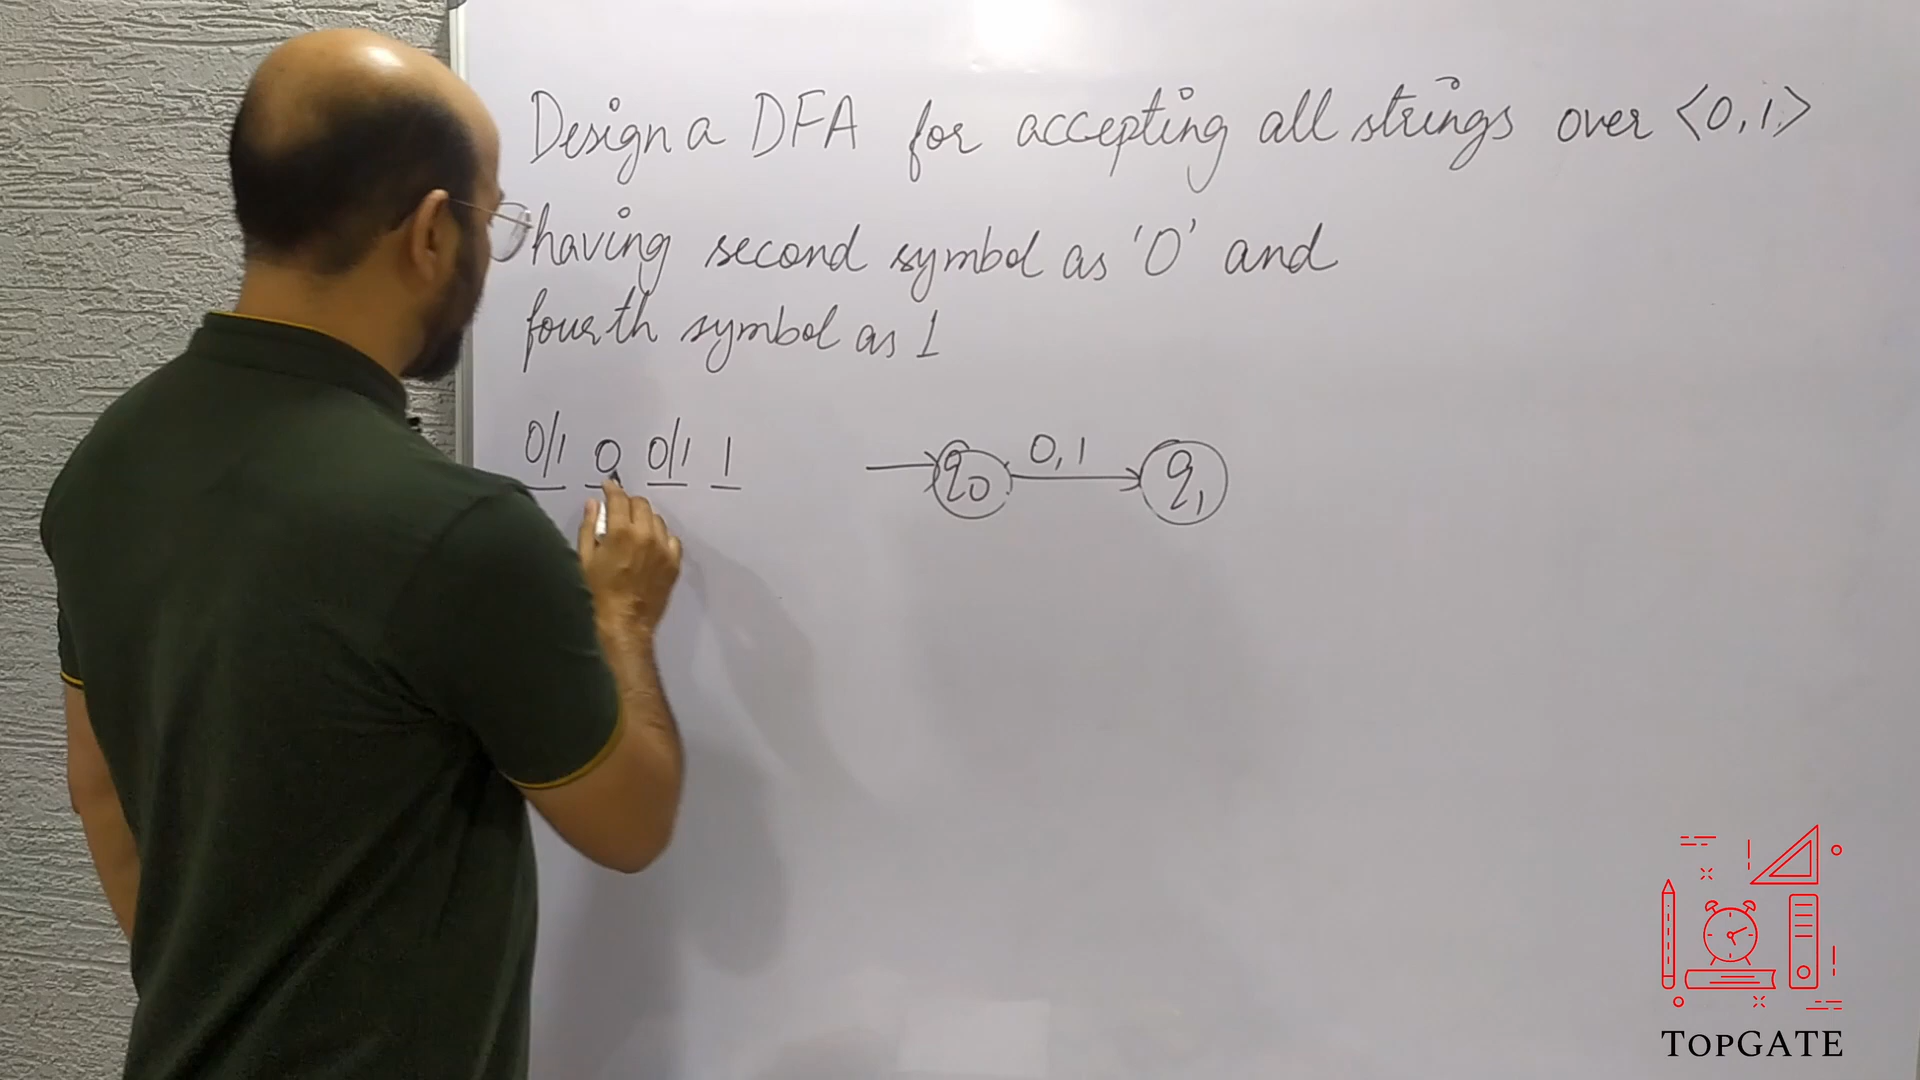 Design a DFA for accepting all strings over <0,1>
having second symbol as '0' and
fourth symbol as 1
0/1 0 0/1 1
q0 0,1 q1
TOPGATE